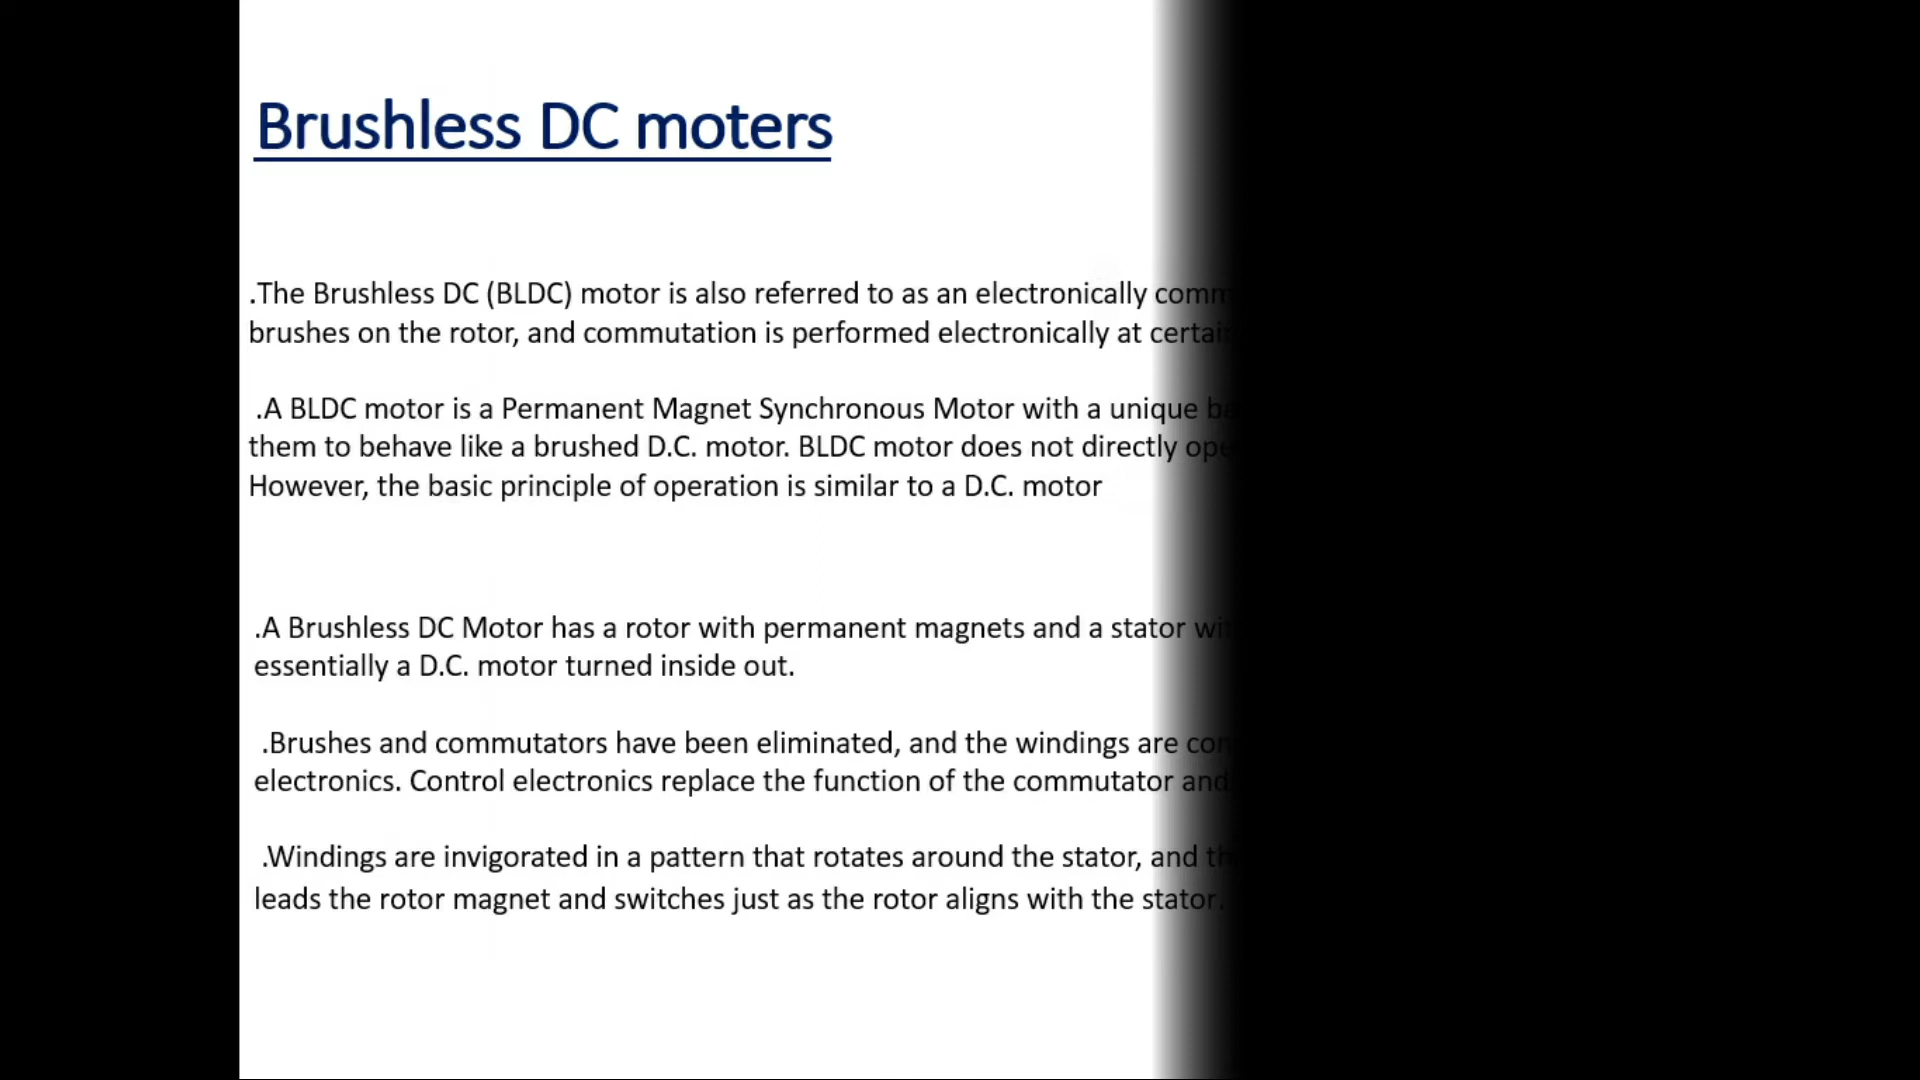 Brushless DC moters
.The Brushless DC (BLDC) motor is also referred to as an electronically
brushes on the rotor, and commutation is performed electronically at
.A BLDC motor is a Permanent Magnet Synchronous Motor with a unique
them to behave like a brushed D.C. motor. BLDC motor does not directly
However, the basic principle of operation is similar to a D.C. motor
.A Brushless DC Motor has a rotor with permanent magnets and a stator
essentially a D.C. motor turned inside out.
.Brushes and commutators have been eliminated, and the windings are
electronics. Control electronics replace the function of the commutator and
.Windings are invigorated in a pattern that rotates around the stator, and
leads the rotor magnet and switches just as the rotor aligns with the stator.